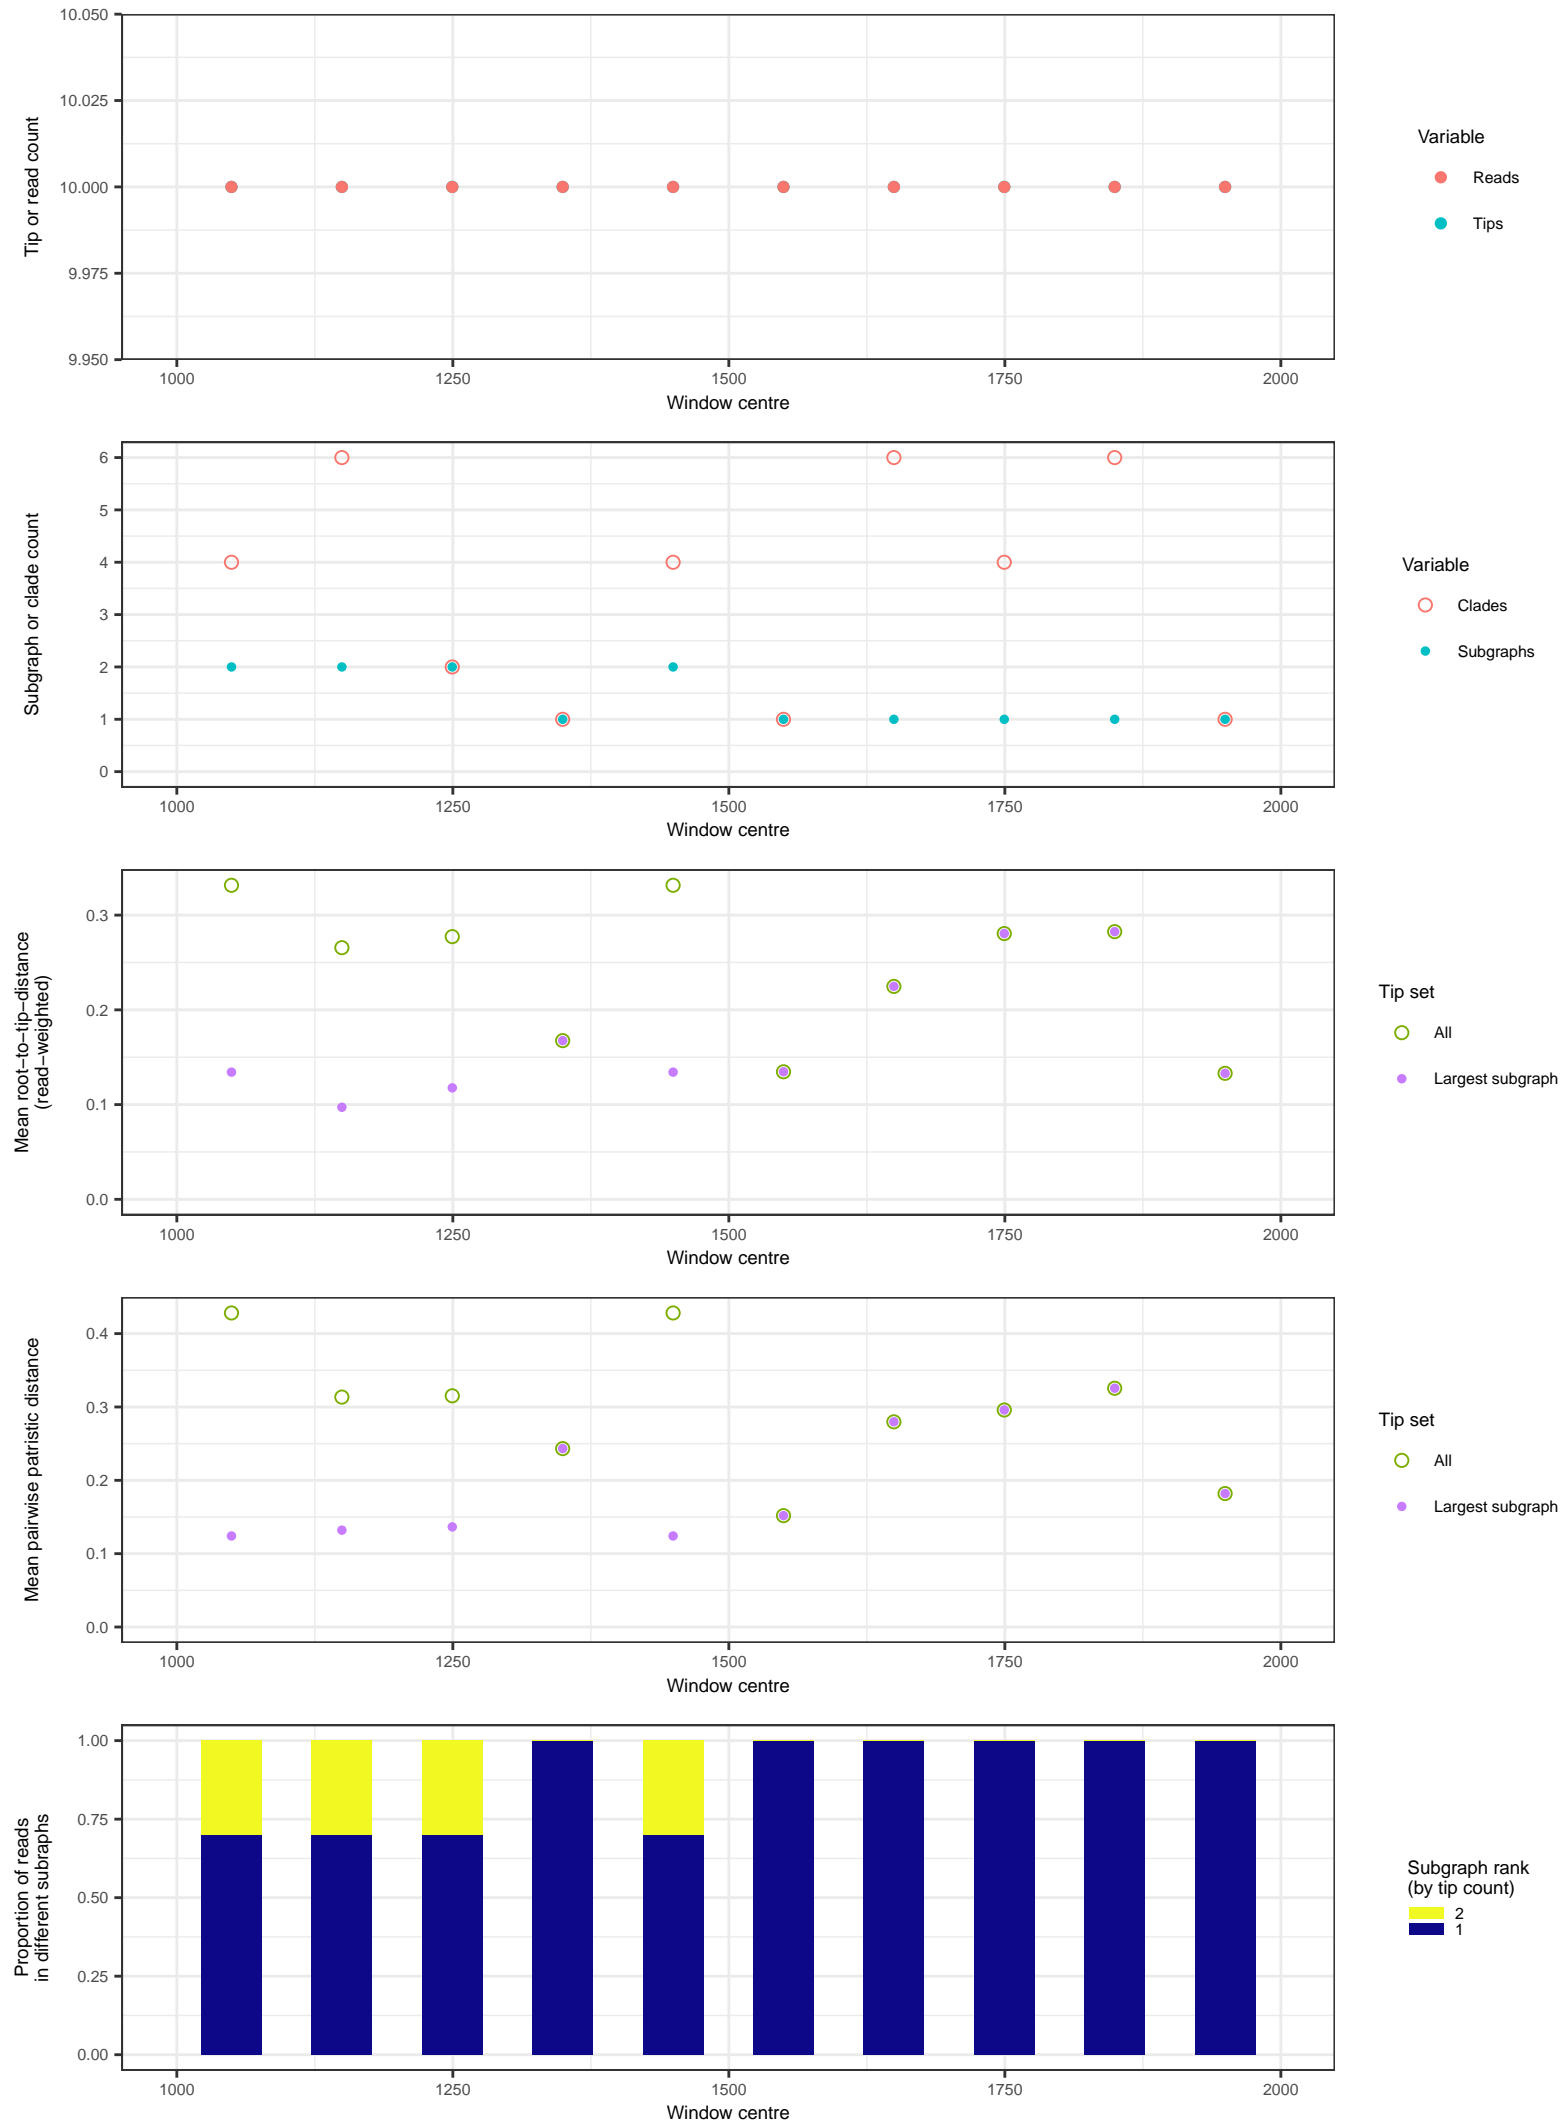 10.050
10.025
10.000
9.975
9.950
Tip or read count
1000 1250 1500 1750 2000
Window centre
Variable
Reads
Tips
6
5
4
3
2
1
0
Subgraph or clade count
1000 1250 1500 1750 2000
Window centre
Variable
Clades
Subgraphs
0.3
0.2
0.1
0.0
Mean root−to−tip−distance
(read−weighted)
1000 1250 1500 1750 2000
Window centre
Tip set
All
Largest subgraph
0.4
0.3
0.2
0.1
0.0
Mean pairwise patristic distance
1000 1250 1500 1750 2000
Window centre
Tip set
All
Largest subgraph
1.00
0.75
0.50
0.25
0.00
Proportion of reads
in different subraphs
1000 1250 1500 1750 2000
Window centre
Subgraph rank
(by tip count)
2
1